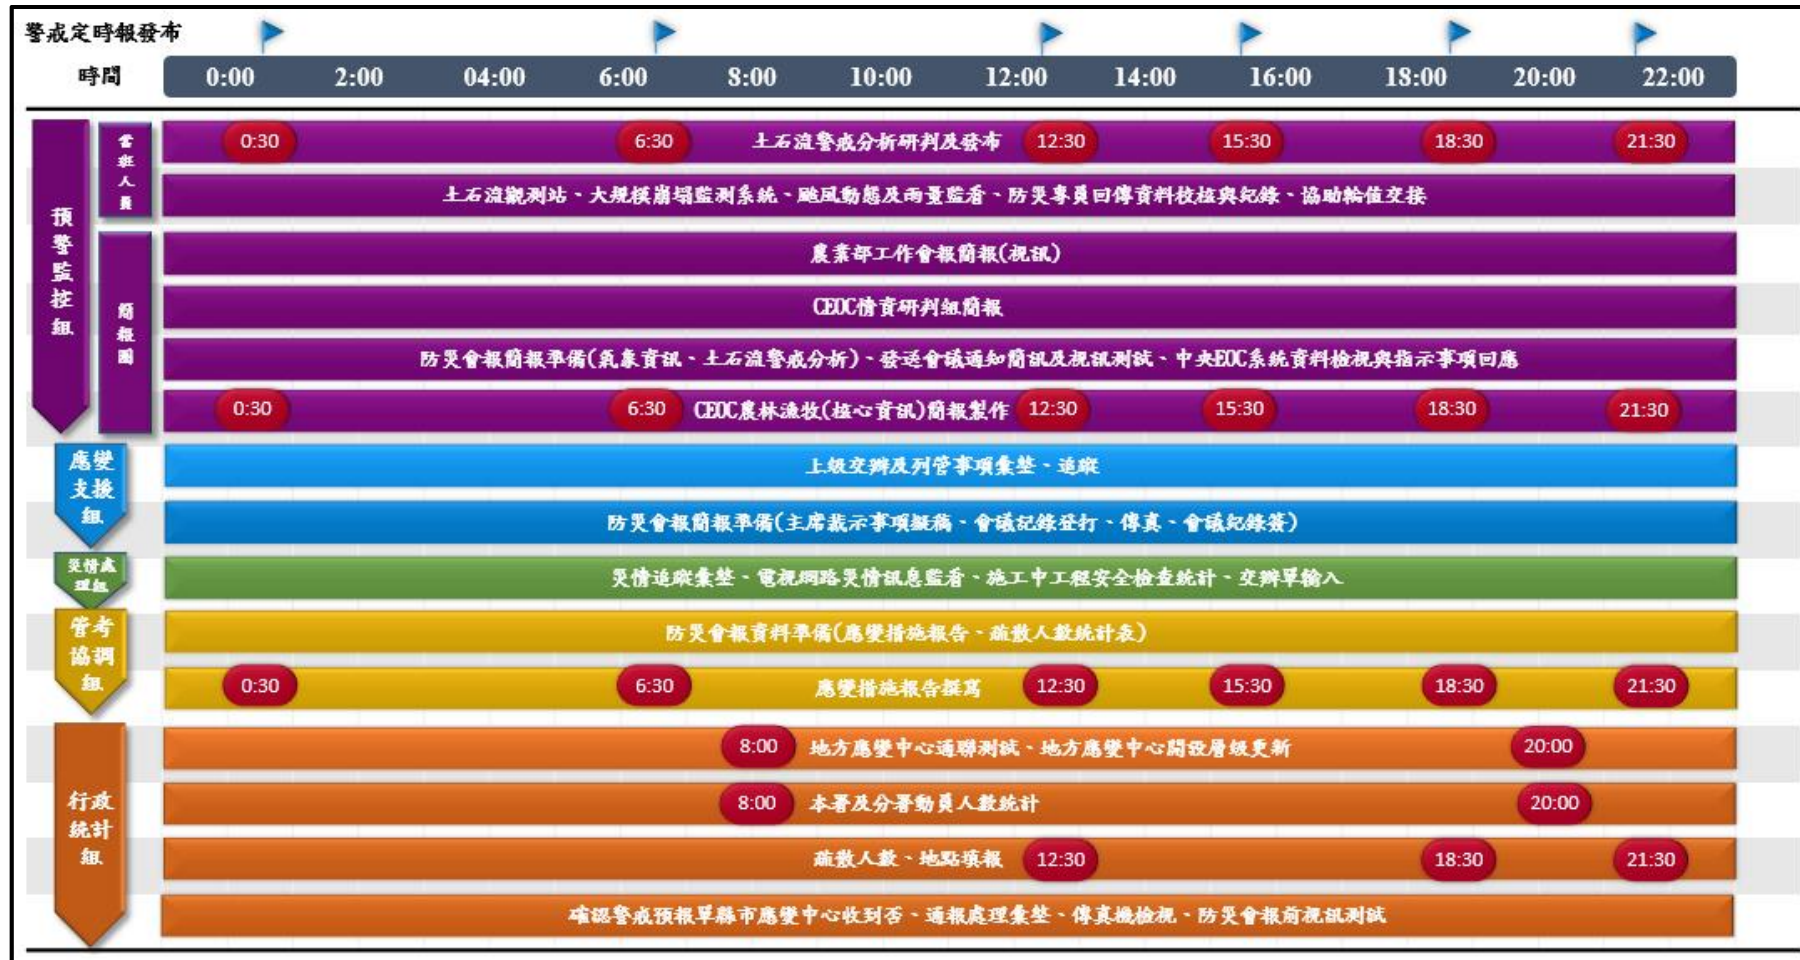 警戒定時報發布
時間 0:00 2:00 04:00 6:00 8:00 10:00 12:00 14:00 16:00 18:00 20:00 22:00
預警監控組
當班人員
0:30 6:30 土石流警戒分析研判及發布 12:30 15:30 18:30 21:30
土石流觀測站、大規模崩塌監測系統、颱風動態及雨量監看、防災專員回傳資料校核與紀錄、協助輪值交接
簡報團
農業部工作會報簡報(視訊)
CEOC情資研判組簡報
防災會報簡報準備(氣象資訊、土石流警戒分析)、發送會議通知簡訊及視訊測試、中央EOC系統資料檢視與指示事項回應
0:30 6:30 CEOC農林漁牧(核心資訊)簡報製作 12:30 15:30 18:30 21:30
應變支援組
上級交辦及列管事項彙整、追蹤
防災會報簡報準備(主席裁示事項擬稿、會議記錄登打、傳真、會議紀錄簽)
災情處理組
災情追蹤彙整、電視網路災情訊息監看、施工中工程安全檢查統計、交辦單輸入
管考協調組
防災會報資料準備(應變措施報告、疏散人數統計表)
0:30 6:30 應變措施報告撰寫 12:30 15:30 18:30 21:30
行政統計組
8:00 地方應變中心通聯測試、地方應變中心開設層級更新 20:00
8:00 本署及分署動員人數統計 20:00
疏散人數、地點填報 12:30 18:30 21:30
確認警戒預報單縣市應變中心收到否、通報處理彙整、傳真機檢視、防災會報前視訊測試